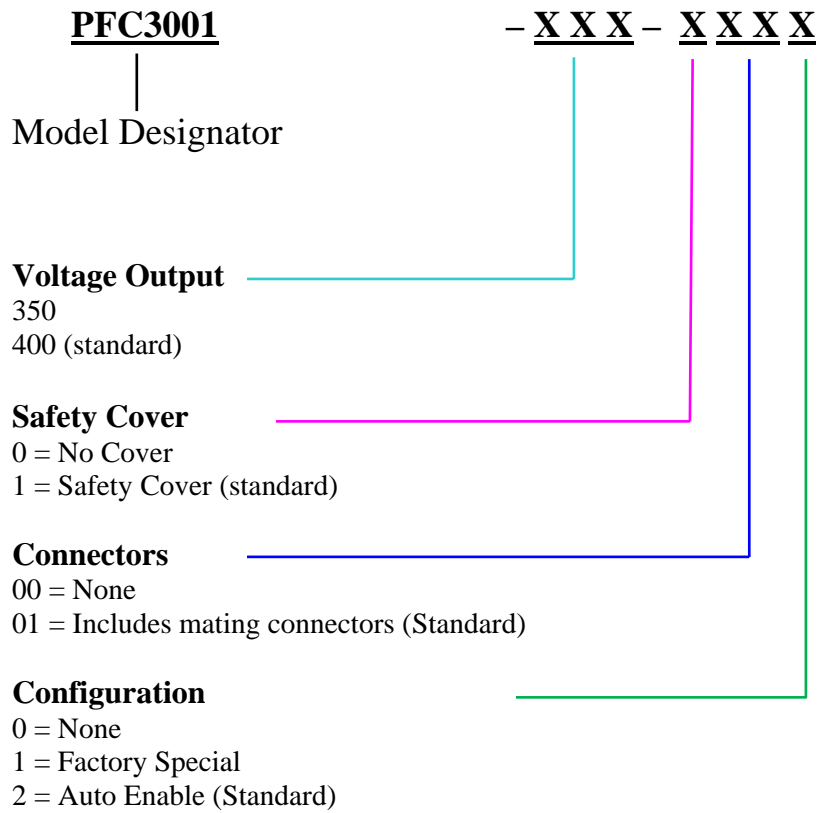 PFC3001 – X X X – X X X X
Model Designator
Voltage Output
350
400 (standard)
Safety Cover
0 = No Cover
1 = Safety Cover (standard)
Connectors
00 = None
01 = Includes mating connectors (Standard)
Configuration
0 = None
1 = Factory Special
2 = Auto Enable (Standard)